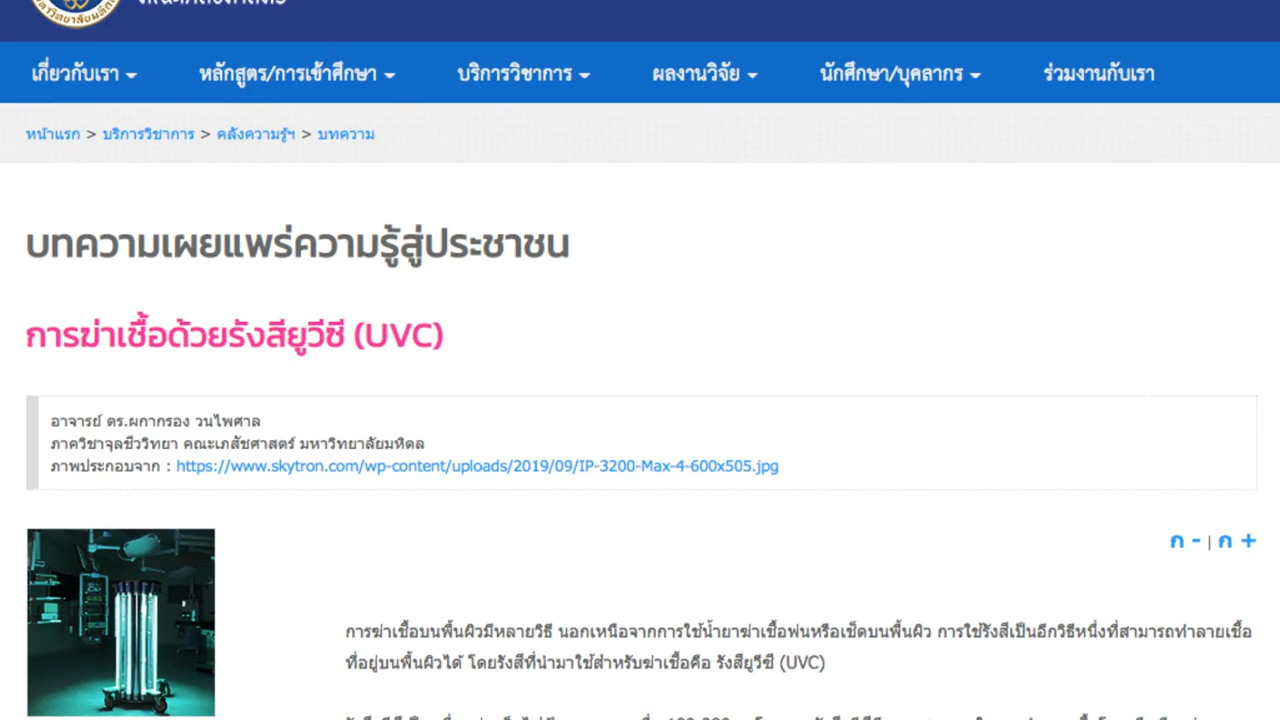 มหาวิทยาลัยมหิดล
เกี่ยวกับเรา
หลักสูตร/การเข้าศึกษา
บริการวิชาการ
ผลงานวิจัย
นักศึกษา/บุคลากร
ร่วมงานกับเรา
หน้าแรก > บริการวิชาการ > คลังความรู้ฯ > บทความ
บทความเผยแพร่ความรู้สู่ประชาชน
การฆ่าเชื้อด้วยรังสียูวีซี (UVC)
อาจารย์ ดร.ผกากรอง วนไพศาล
ภาควิชาจุลชีววิทยา คณะเภสัชศาสตร์ มหาวิทยาลัยมหิดล
ภาพประกอบจาก : https://www.skytron.com/wp-content/uploads/2019/09/IP-3200-Max-4-600x505.jpg
ก - | ก +
การฆ่าเชื้อบนพื้นผิวมีหลายวิธี นอกเหนือจากการใช้น้ำยาฆ่าเชื้อพ่นหรือเช็ดบนพื้นผิว การใช้รังสีเป็นอีกวิธีหนึ่งที่สามารถทำลายเชื้อ
ที่อยู่บนพื้นผิวได้ โดยรังสีที่นำมาใช้สำหรับฆ่าเชื้อคือ รังสียูวีซี (UVC)